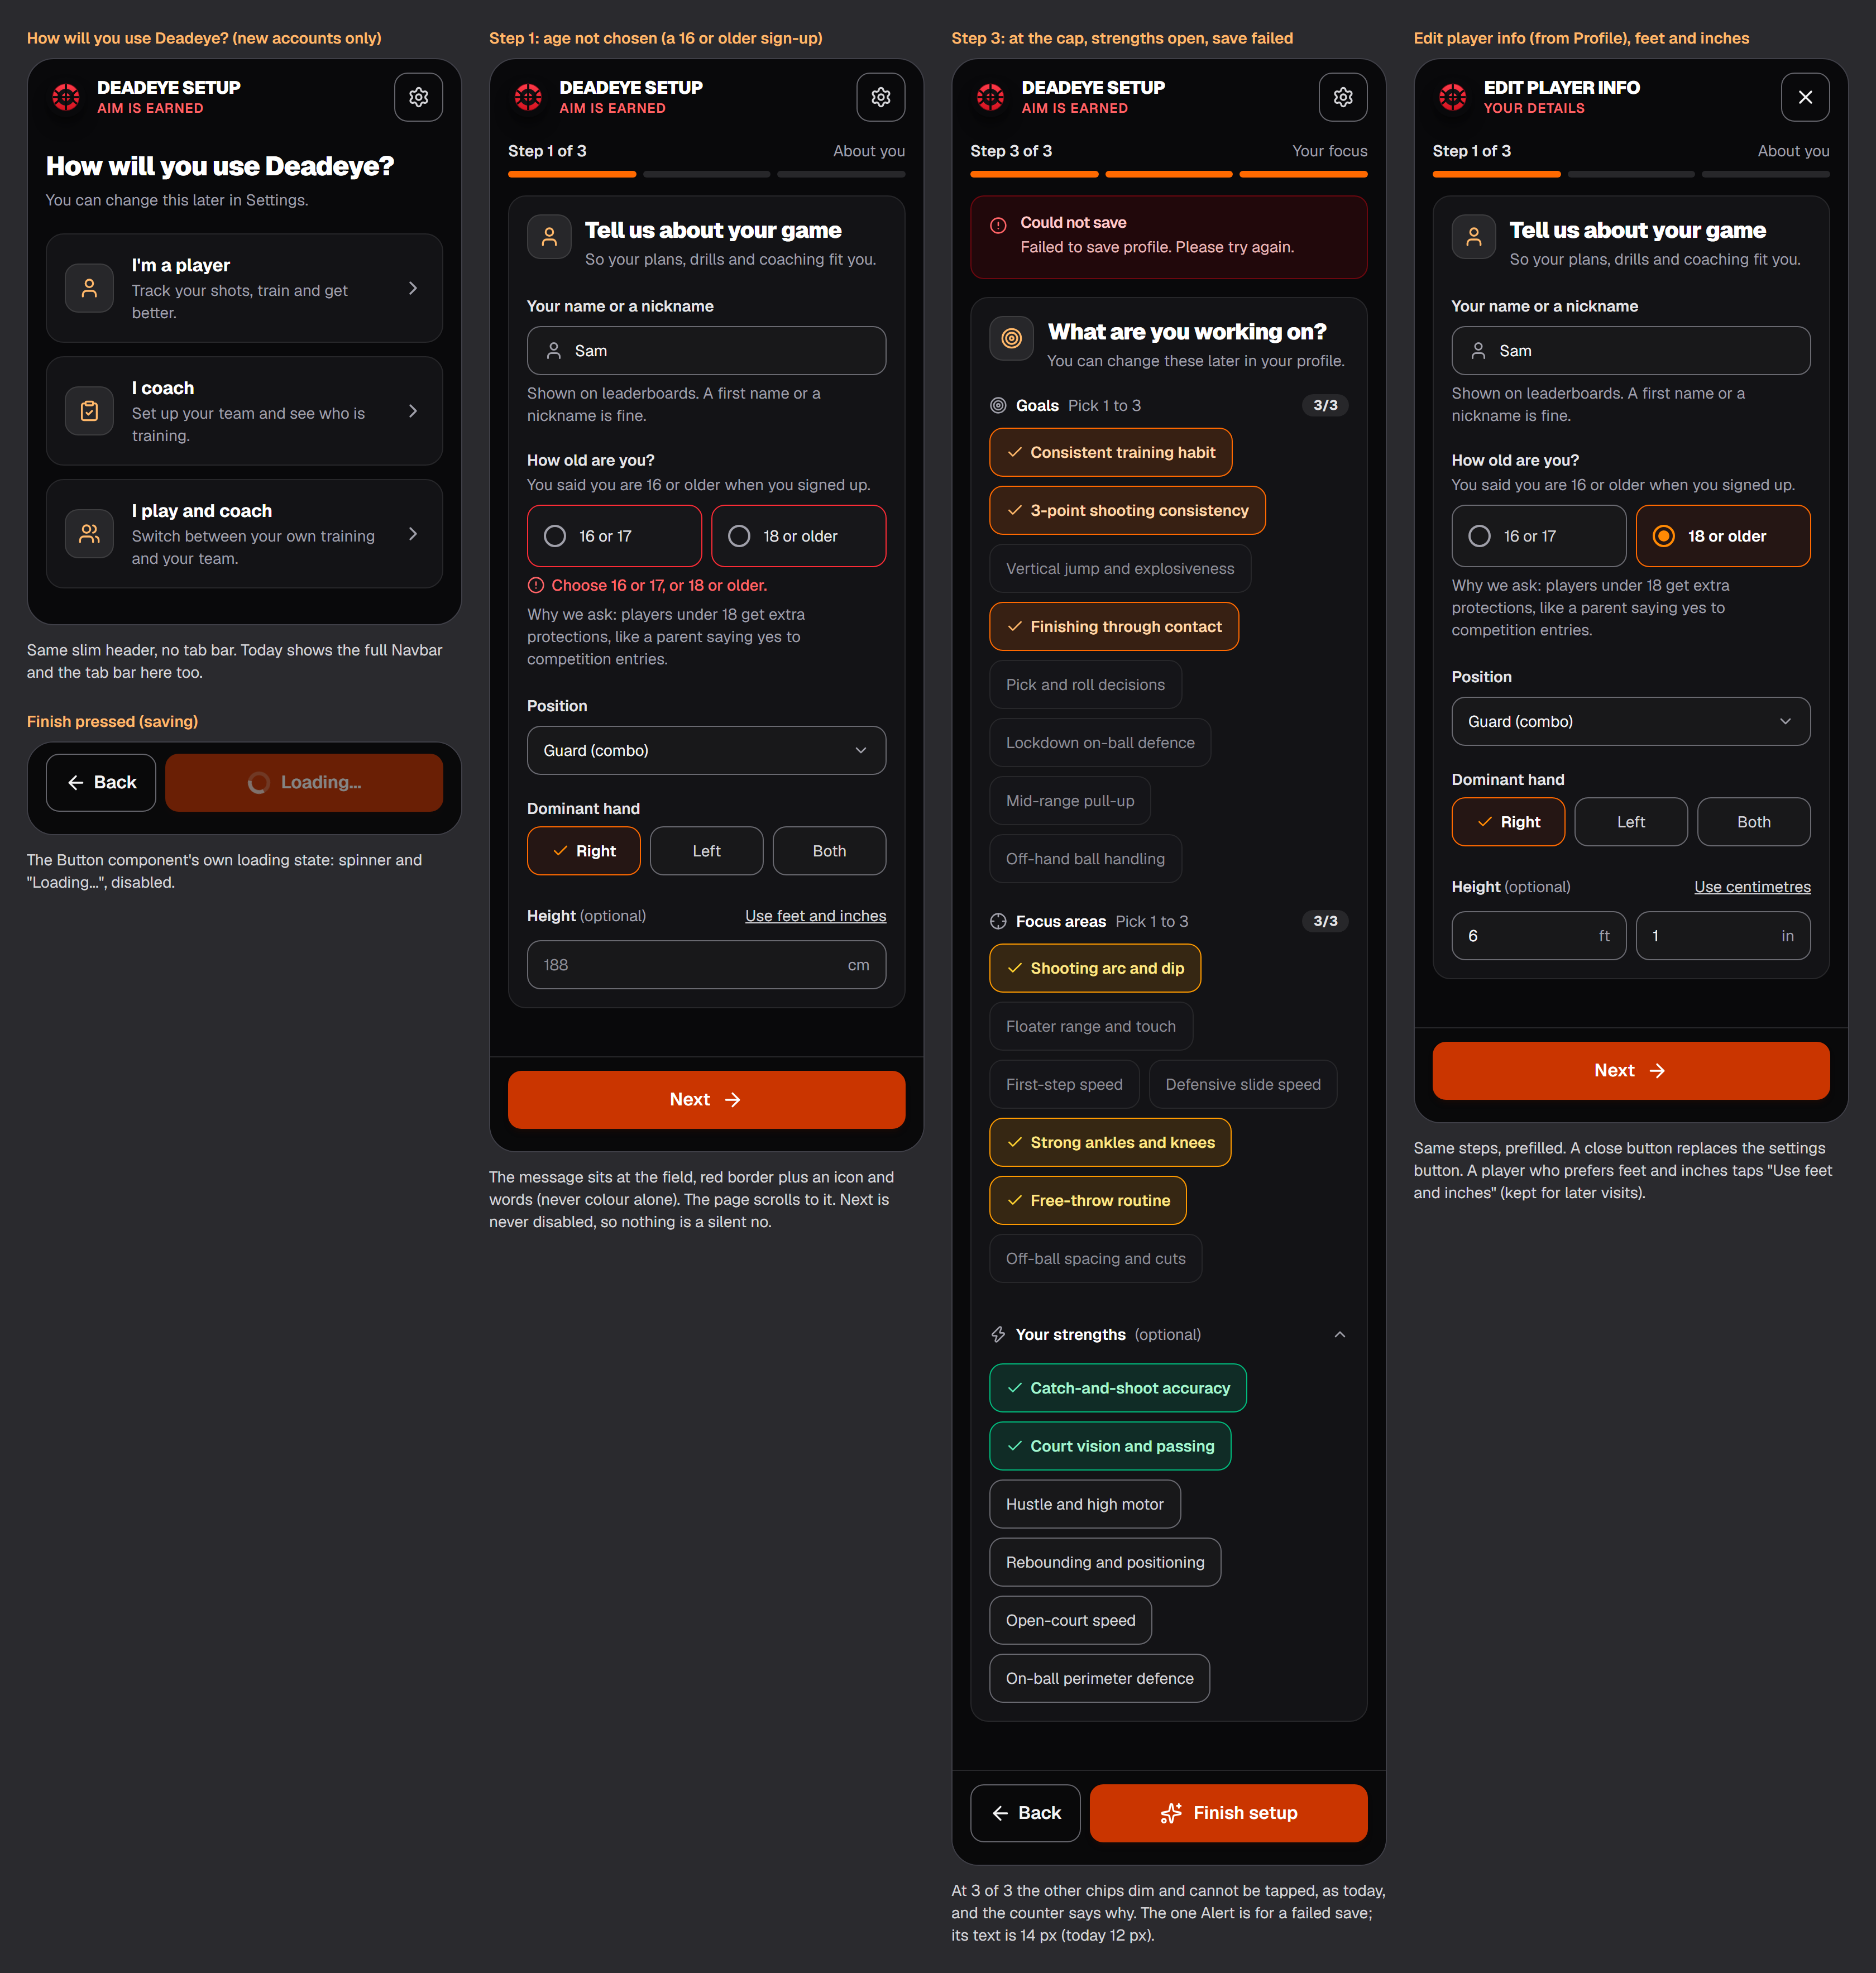 How will you use Deadeye? (new accounts only)
DEADEYE SETUP
AIM IS EARNED
How will you use Deadeye?
You can change this later in Settings.
I'm a player
Track your shots, train and get
better.
I coach
Set up your team and see who is
training.
I play and coach
Switch between your own training
and your team.
Same slim header, no tab bar. Today shows the full Navbar
and the tab bar here too.
Finish pressed (saving)
Back
Loading...
The Button component's own loading state: spinner and
"Loading...", disabled.
Step 1: age not chosen (a 16 or older sign-up)
DEADEYE SETUP
AIM IS EARNED
Step 1 of 3
About you
Tell us about your game
So your plans, drills and coaching fit you.
Your name or a nickname
Sam
Shown on leaderboards. A first name or a
nickname is fine.
How old are you?
You said you are 16 or older when you signed up.
16 or 17
18 or older
Choose 16 or 17, or 18 or older.
Why we ask: players under 18 get extra
protections, like a parent saying yes to
competition entries.
Position
Guard (combo)
Dominant hand
Right
Left
Both
Height (optional)
Use feet and inches
188
cm
Next
The message sits at the field, red border plus an icon and
words (never colour alone). The page scrolls to it. Next is
never disabled, so nothing is a silent no.
Step 3: at the cap, strengths open, save failed
DEADEYE SETUP
AIM IS EARNED
Step 3 of 3
Your focus
Could not save
Failed to save profile. Please try again.
What are you working on?
You can change these later in your profile.
Goals Pick 1 to 3
3/3
Consistent training habit
3-point shooting consistency
Vertical jump and explosiveness
Finishing through contact
Pick and roll decisions
Lockdown on-ball defence
Mid-range pull-up
Off-hand ball handling
Focus areas Pick 1 to 3
3/3
Shooting arc and dip
Floater range and touch
First-step speed
Defensive slide speed
Strong ankles and knees
Free-throw routine
Off-ball spacing and cuts
Your strengths (optional)
Catch-and-shoot accuracy
Court vision and passing
Hustle and high motor
Rebounding and positioning
Open-court speed
On-ball perimeter defence
Back
Finish setup
At 3 of 3 the other chips dim and cannot be tapped, as today,
and the counter says why. The one Alert is for a failed save;
its text is 14 px (today 12 px).
Edit player info (from Profile), feet and inches
EDIT PLAYER INFO
YOUR DETAILS
Step 1 of 3
About you
Tell us about your game
So your plans, drills and coaching fit you.
Your name or a nickname
Sam
Shown on leaderboards. A first name or a
nickname is fine.
How old are you?
You said you are 16 or older when you signed up.
16 or 17
18 or older
Why we ask: players under 18 get extra
protections, like a parent saying yes to
competition entries.
Position
Guard (combo)
Dominant hand
Right
Left
Both
Height (optional)
Use centimetres
6
ft
1
in
Next
Same steps, prefilled. A close button replaces the settings
button. A player who prefers feet and inches taps "Use feet
and inches" (kept for later visits).